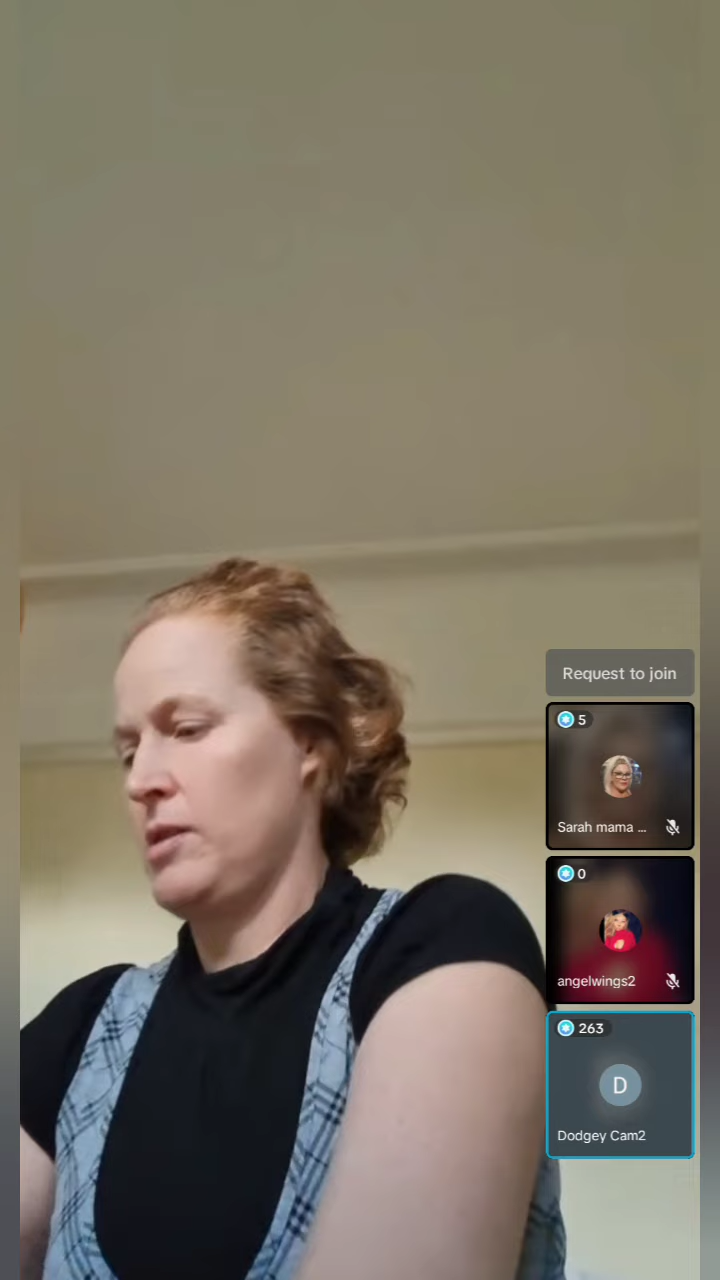 Request to join
5
Sarah mama ...
0
angelwings2
263
D
Dodgey Cam2